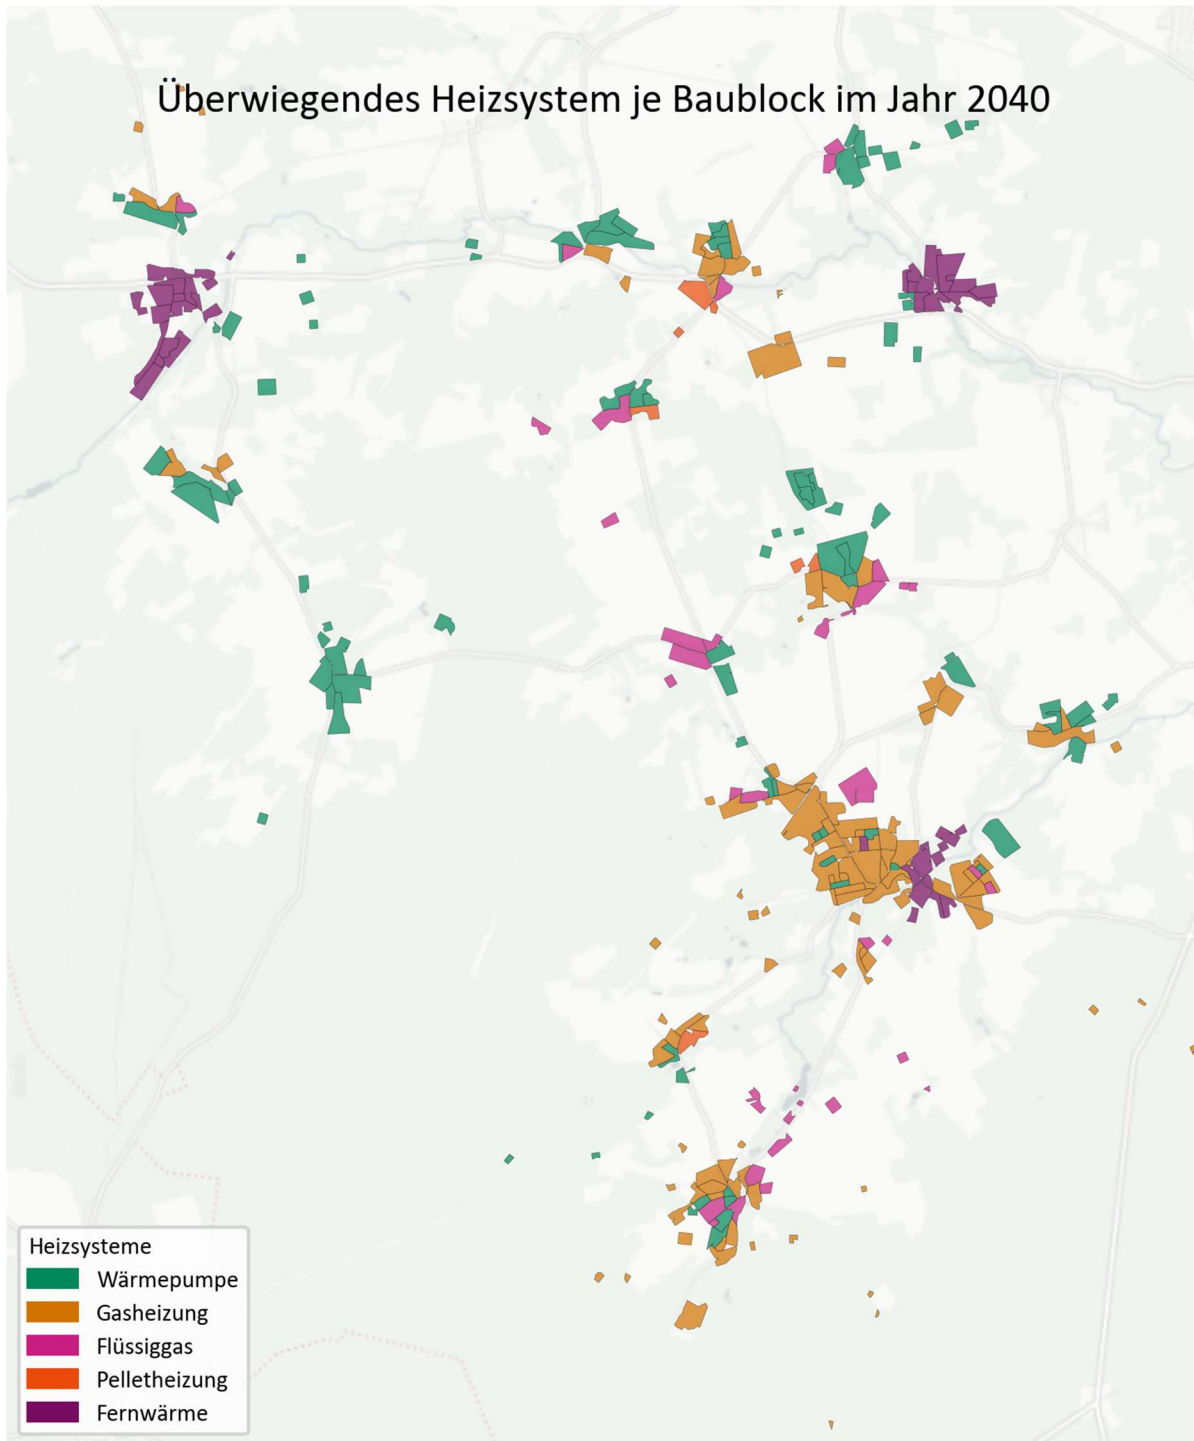 Überwiegendes Heizsystem je Baublock im Jahr 2040
Heizsysteme
Wärmepumpe
Gasheizung
Flüssiggas
Pelletheizung
Fernwärme